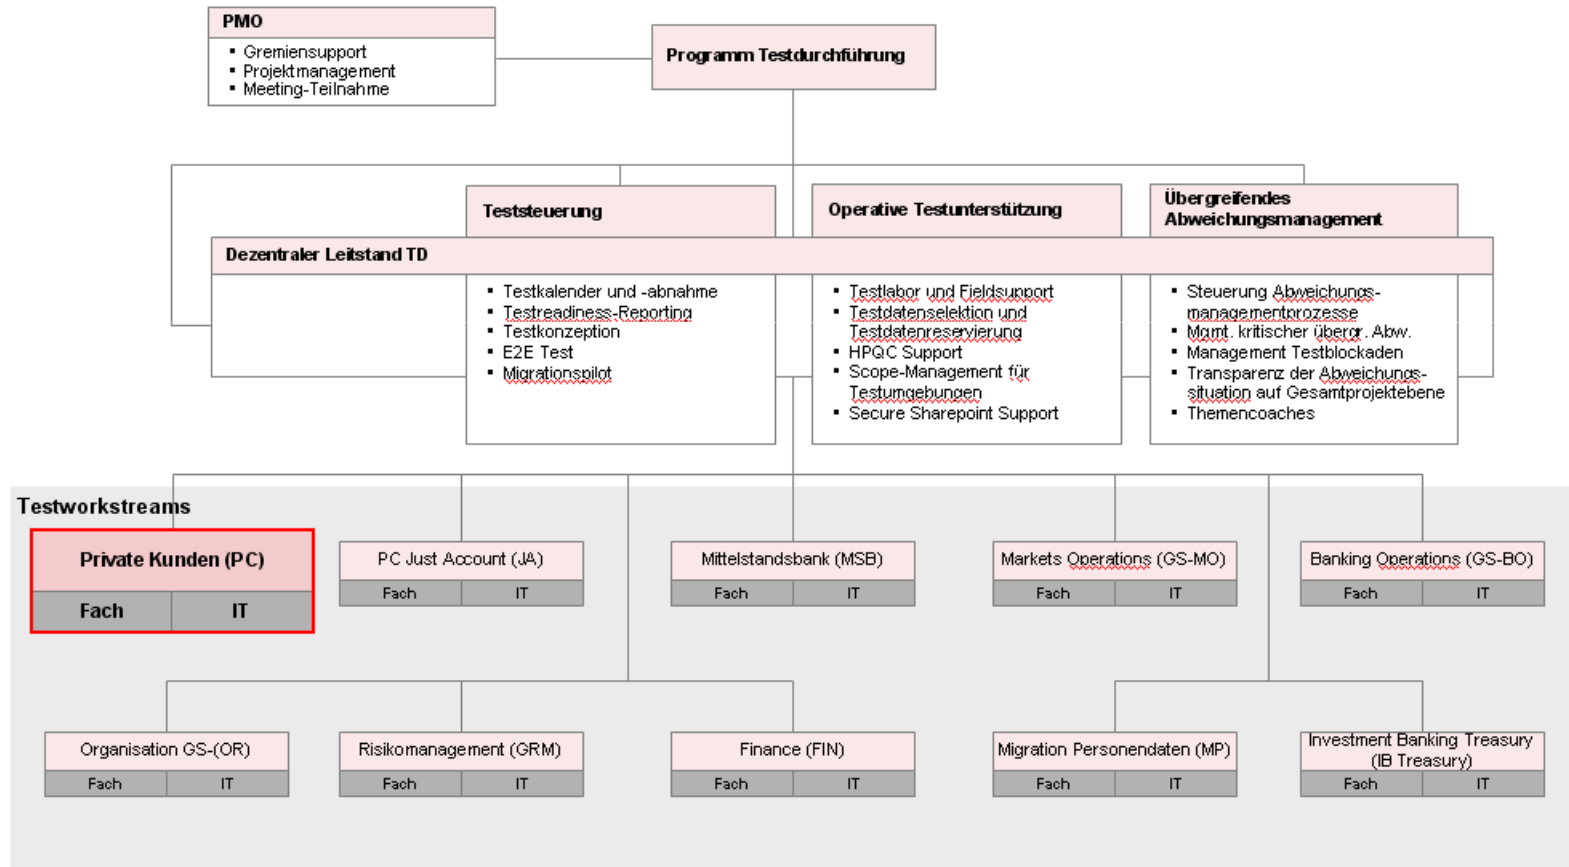 PMO
▪ Gremiensupport
▪ Projektmanagement
▪ Meeting-Teilnahme
Programm Testdurchführung
Teststeuerung
Operative Testunterstützung
Übergreifendes
Abweichungsmanagement
Dezentraler Leitstand TD
▪ Testkalender und -abnahme
▪ Testreadiness-Reporting
▪ Testkonzeption
▪ E2E Test
▪ Migrationspilot
▪ Testlabor und Fieldsupport
▪ Testdatenselektion und
Testdatenreservierung
▪ HPQC Support
▪ Scope-Management für
Testumgebungen
▪ Secure Sharepoint Support
▪ Steuerung Abweichungs-
managementprozesse
▪ Mgmt. kritischer übergr. Abw.
▪ Management Testblockaden
▪ Transparenz der Abweichungs-
situation auf Gesamtprojektebene
▪ Themencoaches
Testworkstreams
Private Kunden (PC)
Fach IT
PC Just Account (JA)
Fach IT
Mittelstandsbank (MSB)
Fach IT
Markets Operations (GS-MO)
Fach IT
Banking Operations (GS-BO)
Fach IT
Organisation GS-(OR)
Fach IT
Risikomanagement (GRM)
Fach IT
Finance (FIN)
Fach IT
Migration Personendaten (MP)
Fach IT
Investment Banking Treasury
(IB Treasury)
Fach IT